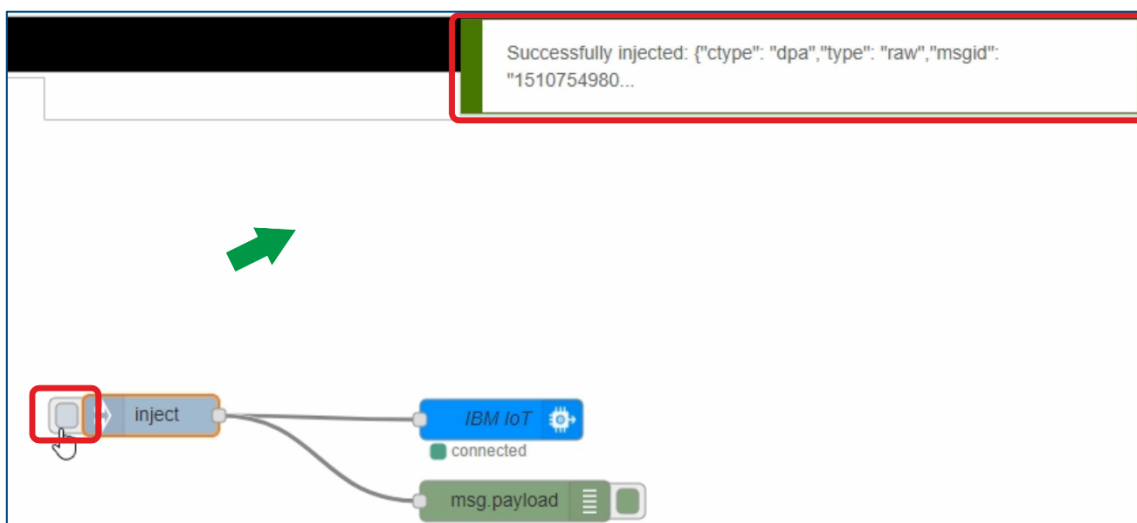 Successfully injected: {"ctype": "dpa","type": "raw","msgid":
"1510754980...
inject
IBM IoT
connected
msg.payload